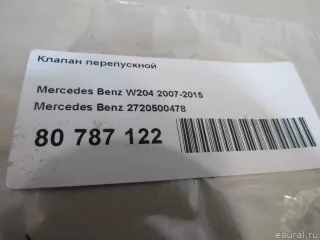 Клапан перепускной
Mercedes Benz W204 2007-2015
Mercedes Benz 2720500478
80 787 122
eaural.ru